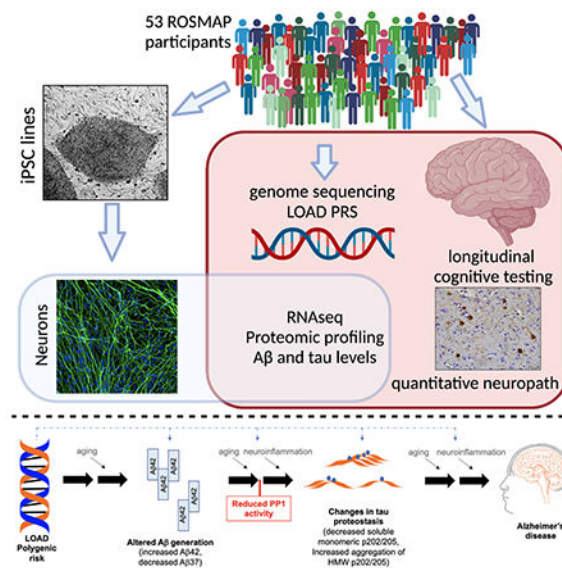 53 ROSMAP
participants
iPSC lines
genome sequencing
LOAD PRS
longitudinal
cognitive testing
Neurons
RNAseq
Proteomic profiling
Aβ and tau levels
quantitative neuropath
aging
aging neuroinflammation
aging neuroinflammation
Aβ42
Aβ42
Aβ42
Aβ42
Aβ42
Reduced PP1
activity
LOAD
Polygenic
risk
Altered Aβ generation
(increased Aβ42,
decreased Aβ37)
Changes in tau
proteostasis
(decreased soluble
monomeric p202/205,
Increased aggregation of
HMW p202/205)
Alzheimer's
disease